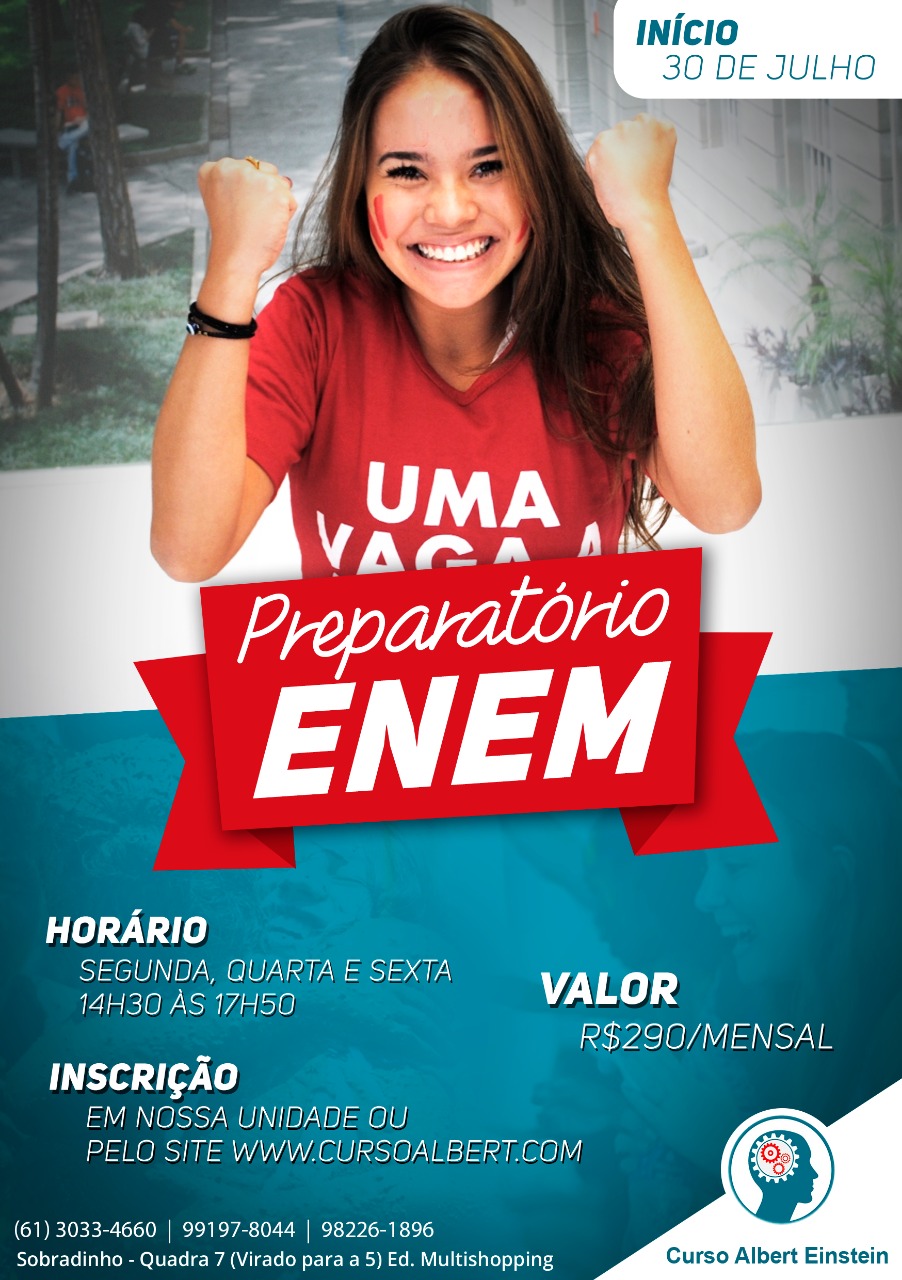 INÍCIO
30 DE JULHO
UMA
VAGA A
Preparatório
ENEM
HORÁRIO
SEGUNDA, QUARTA E SEXTA
14H30 ÀS 17H50
VALOR
R$290/MENSAL
INSCRIÇÃO
EM NOSSA UNIDADE OU
PELO SITE WWW.CURSOALBERT.COM
(61) 3033-4660 | 99197-8044 | 98226-1896
Sobradinho - Quadra 7 (Virado para a 5) Ed. Multishopping
Curso Albert Einstein